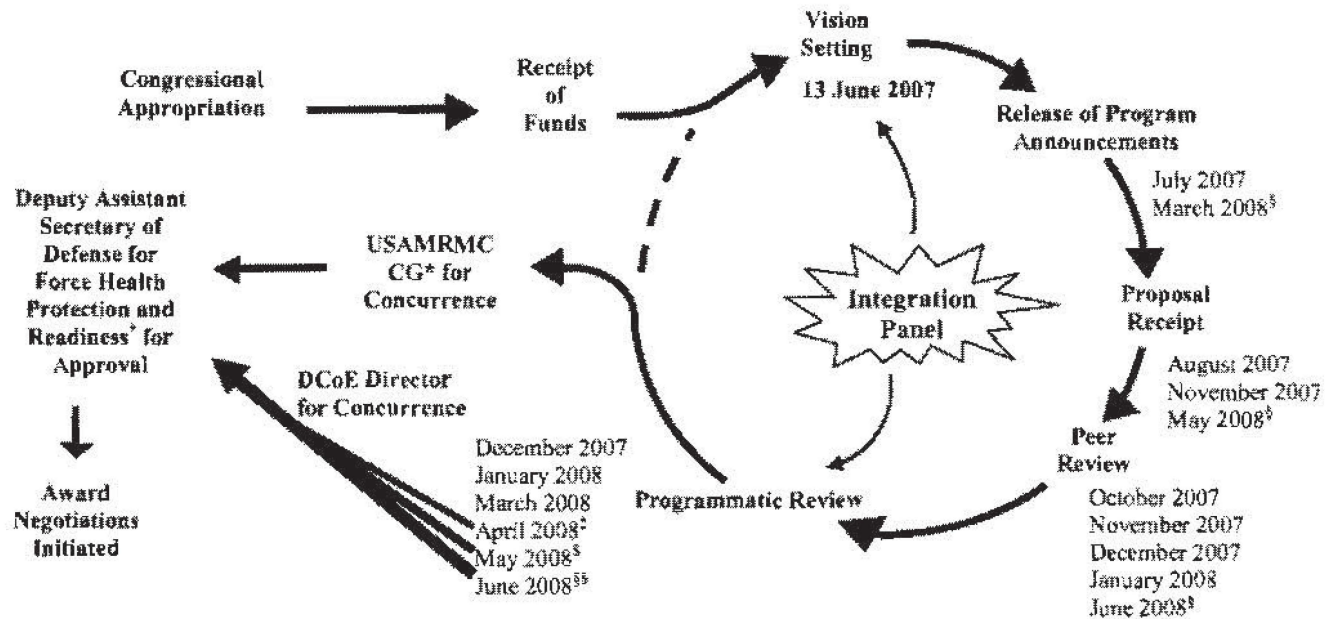 Congressional
Appropriation
Receipt
of
Funds
Vision
Setting
13 June 2007
Release of Program
Announcements
July 2007
March 2008§
Proposal
Receipt
August 2007
November 2007
May 2008§
Peer
Review
October 2007
November 2007
December 2007
January 2008
June 2008§
Integration
Panel
Programmatic Review
USAMRMC
CG* for
Concurrence
Deputy Assistant
Secretary of
Defense for
Force Health
Protection and
Readiness† for
Approval
DCoE Director
for Concurrence
December 2007
January 2008
March 2008
April 2008‡
May 2008§
June 2008§§
Award
Negotiations
Initiated